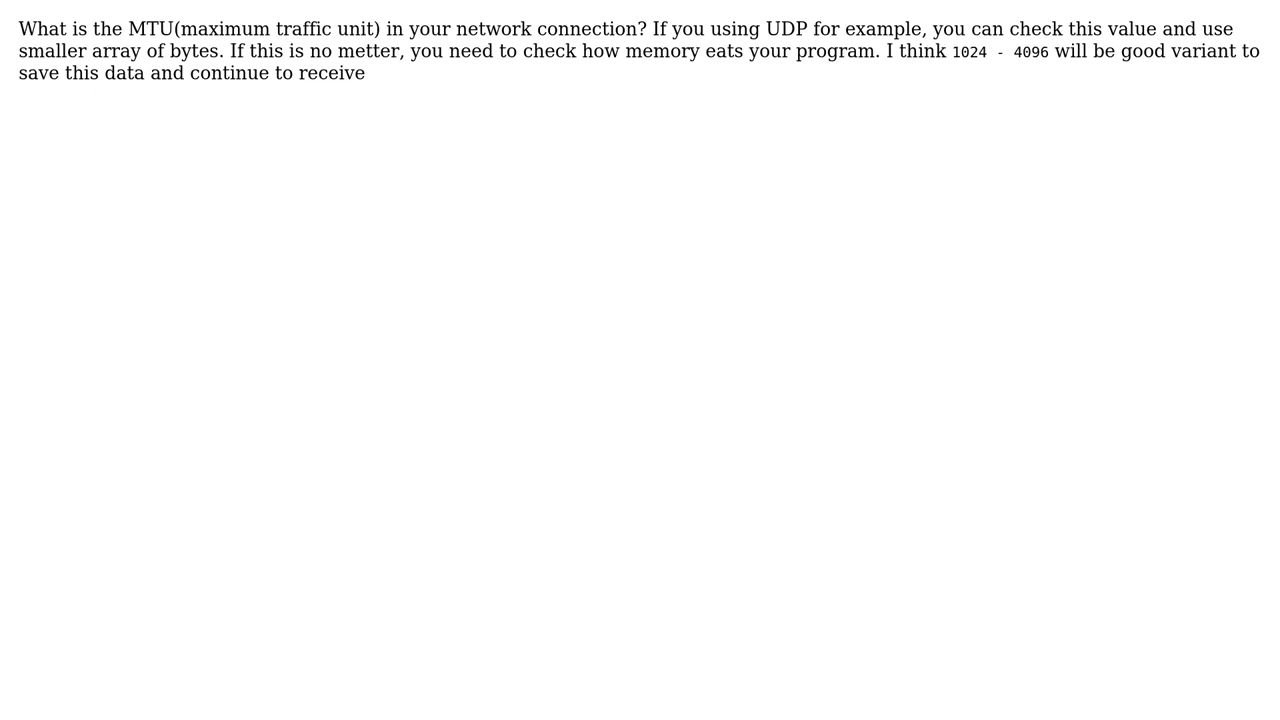 What is the MTU(maximum traffic unit) in your network connection? If you using UDP for example, you can check this value and use
smaller array of bytes. If this is no metter, you need to check how memory eats your program. I think 1024 - 4096 will be good variant to
save this data and continue to receive